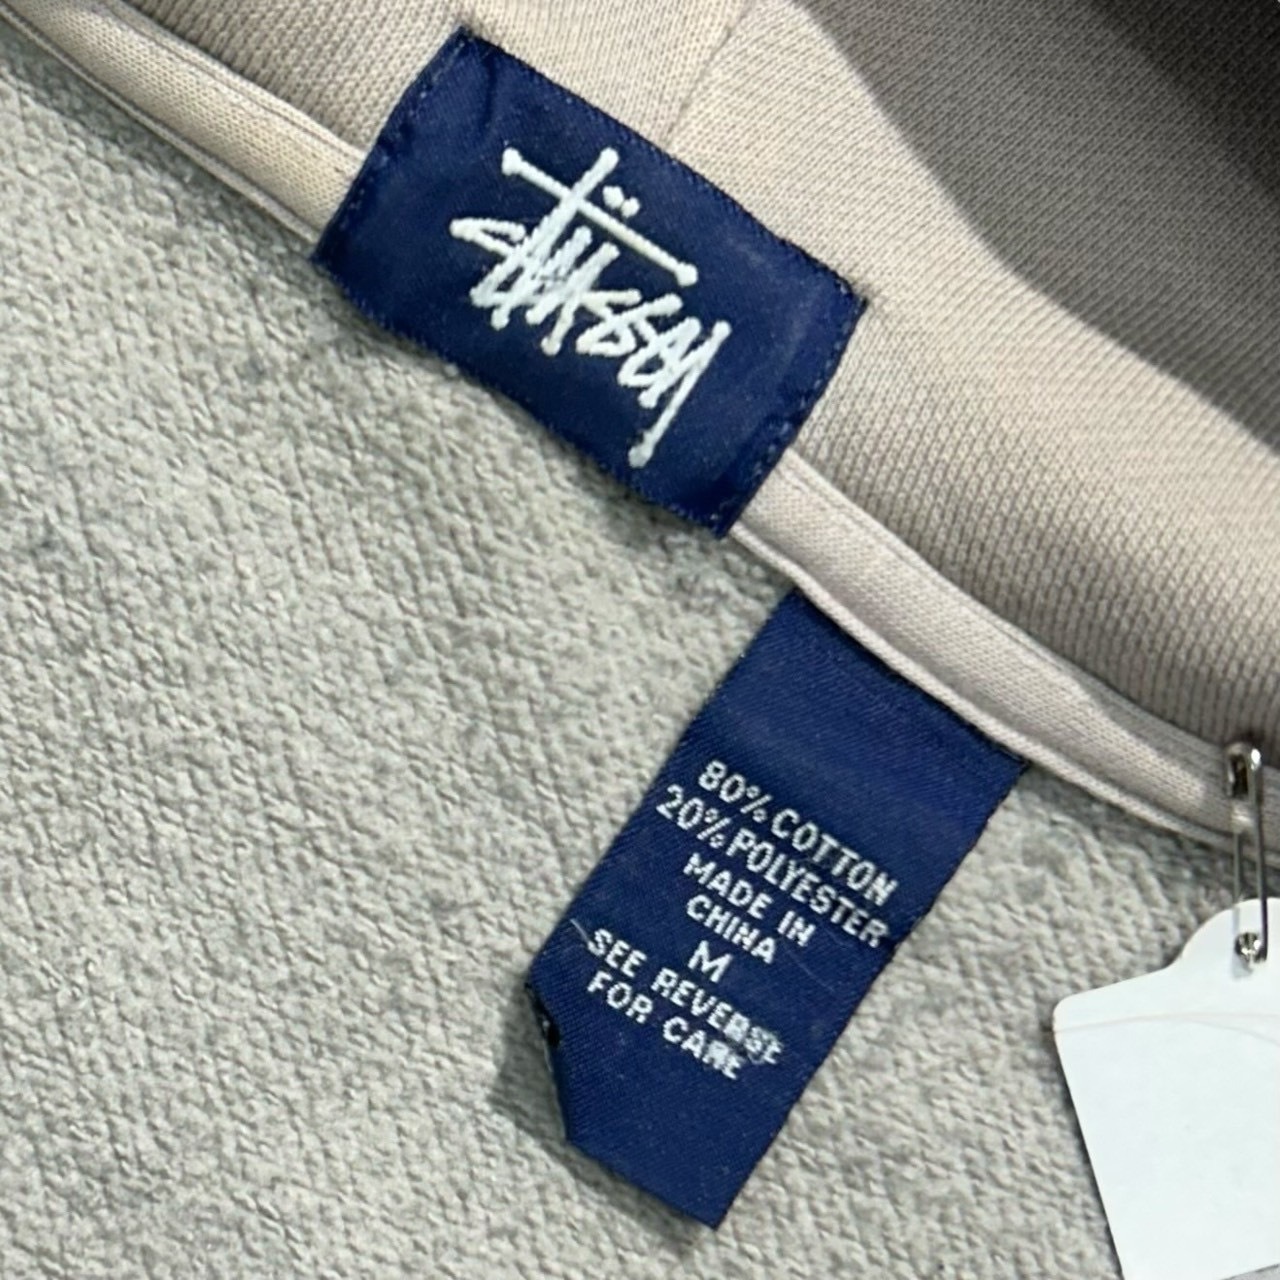 Stüssy
80% COTTON
20% POLYESTER
MADE IN
CHINA
M
SEE REVERSE
FOR CARE